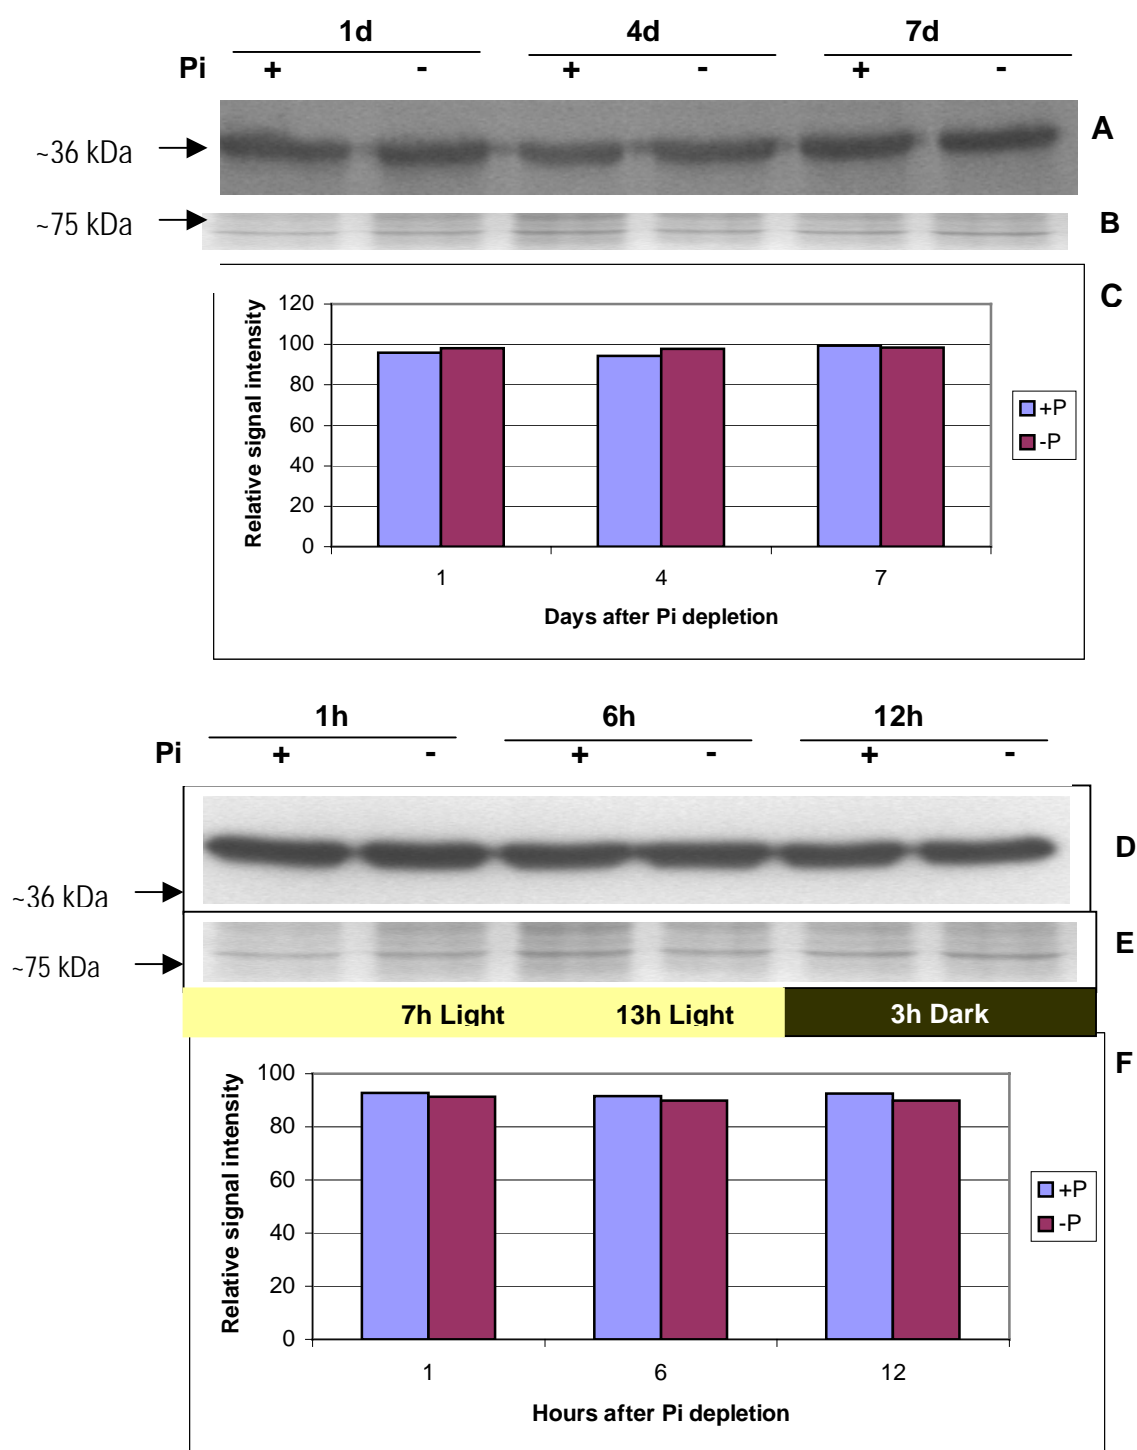 1d 4d 7d
Pi + - + - + -
~36 kDa A
~75 kDa B
C
120
100
80
60
40
20
0
Relative signal intensity
1 4 7
Days after Pi depletion
+P
-P
1h 6h 12h
Pi + - + - + -
D
~36 kDa
E
~75 kDa
7h Light 13h Light 3h Dark
F
100
80
60
40
20
0
Relative signal intensity
1 6 12
Hours after Pi depletion
+P
-P